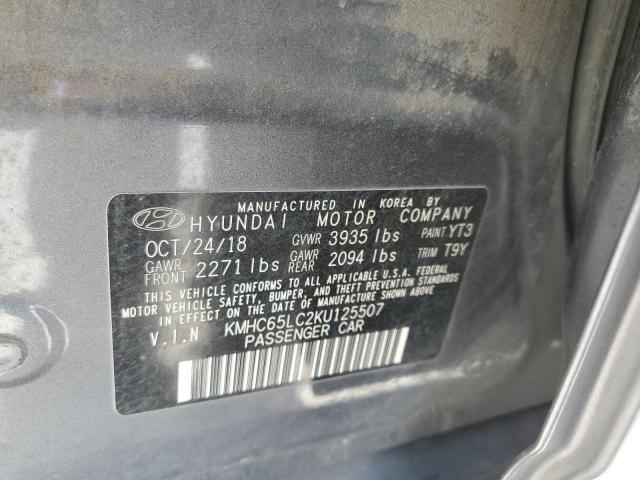 MANUFACTURED IN KOREA BY
HYUNDAI MOTOR COMPANY
OCT/24/18 GVWR 3935 lbs PAINT YT3
GAWR FRONT 2271 lbs GAWR REAR 2094 lbs TRIM T9Y
THIS VEHICLE CONFORMS TO ALL APPLICABLE U.S.A. FEDERAL
MOTOR VEHICLE SAFETY, BUMPER, AND THEFT PREVENTION STANDARDS
IN EFFECT ON THE DATE OF MANUFACTURE SHOWN ABOVE.
V.I.N KMHC65LC2KU125507
PASSENGER CAR